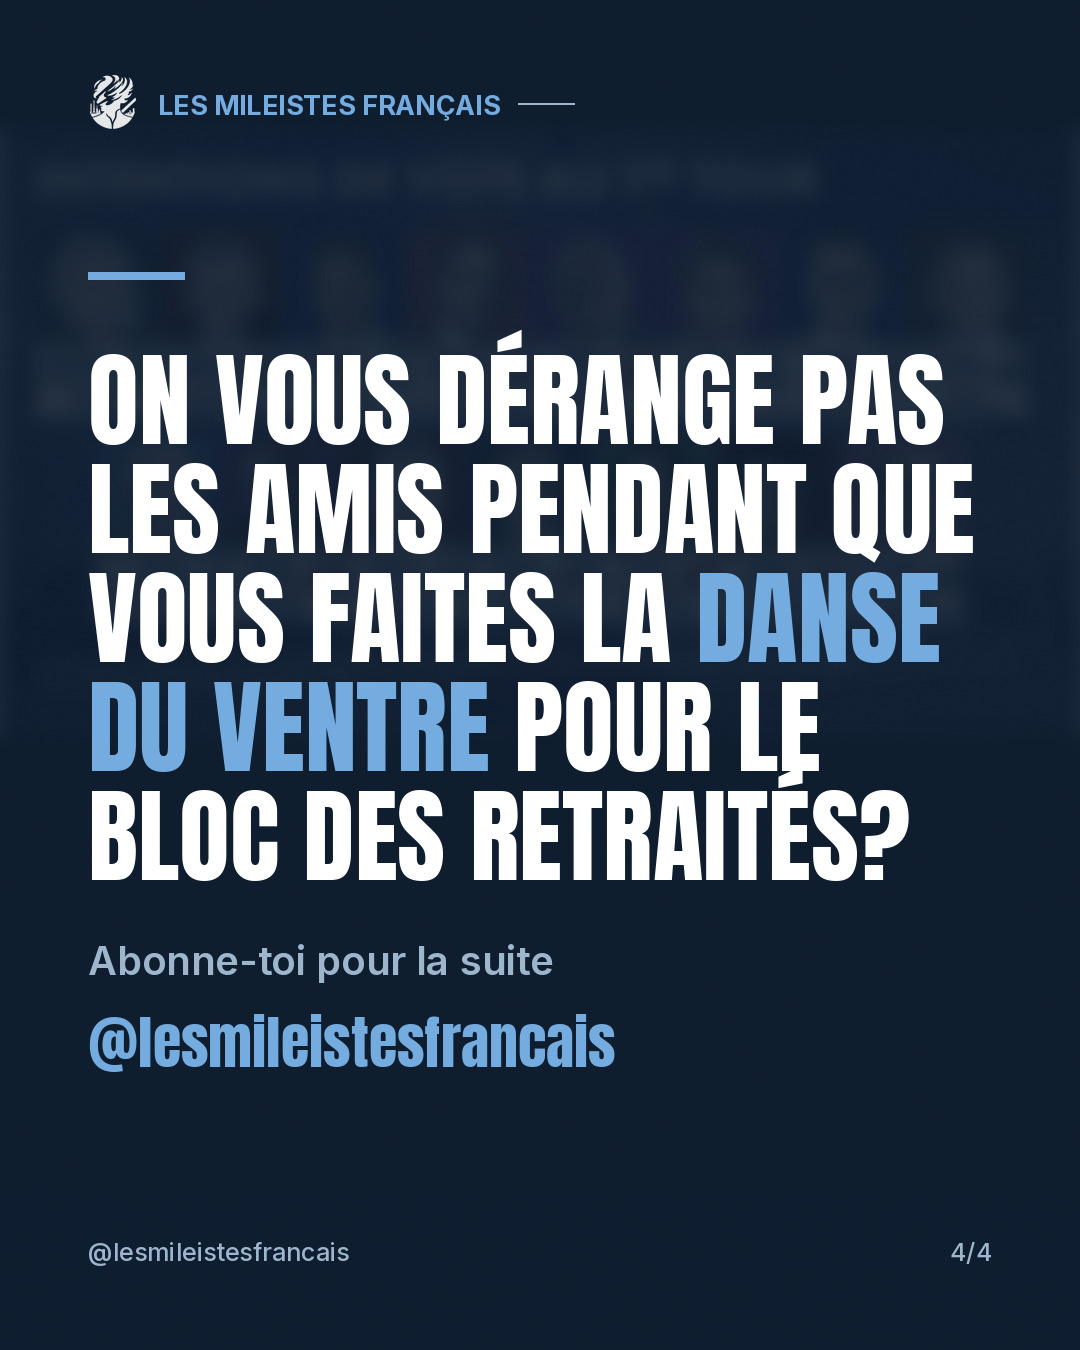 LES MILEISTES FRANÇAIS
ON VOUS DÉRANGE PAS
LES AMIS PENDANT QUE
VOUS FAITES LA DANSE
DU VENTRE POUR LE
BLOC DES RETRAITÉS?
Abonne-toi pour la suite
@lesmileistesfrancais
@lesmileistesfrancais
4/4